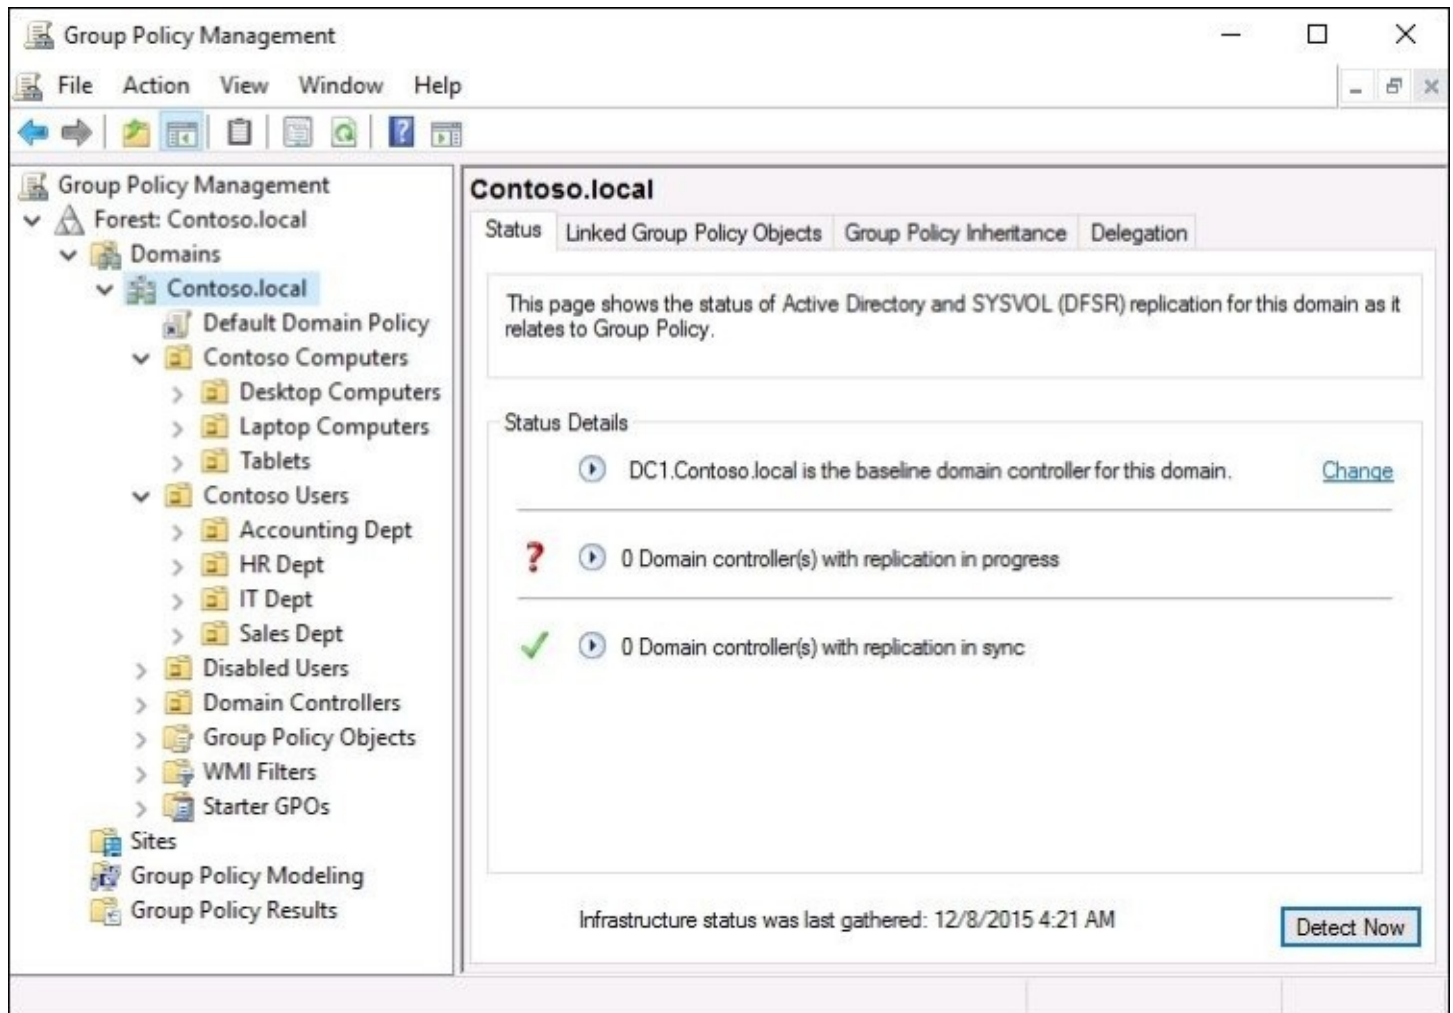 Group Policy Management
File Action View Window Help
Group Policy Management
Forest: Contoso.local
Domains
Contoso.local
Default Domain Policy
Contoso Computers
Desktop Computers
Laptop Computers
Tablets
Contoso Users
Accounting Dept
HR Dept
IT Dept
Sales Dept
Disabled Users
Domain Controllers
Group Policy Objects
WMI Filters
Starter GPOs
Sites
Group Policy Modeling
Group Policy Results
Contoso.local
Status Linked Group Policy Objects Group Policy Inheritance Delegation
This page shows the status of Active Directory and SYSVOL (DFSR) replication for this domain as it
relates to Group Policy.
Status Details
DC1.Contoso.local is the baseline domain controller for this domain. Change
0 Domain controller(s) with replication in progress
0 Domain controller(s) with replication in sync
Infrastructure status was last gathered: 12/8/2015 4:21 AM
Detect Now